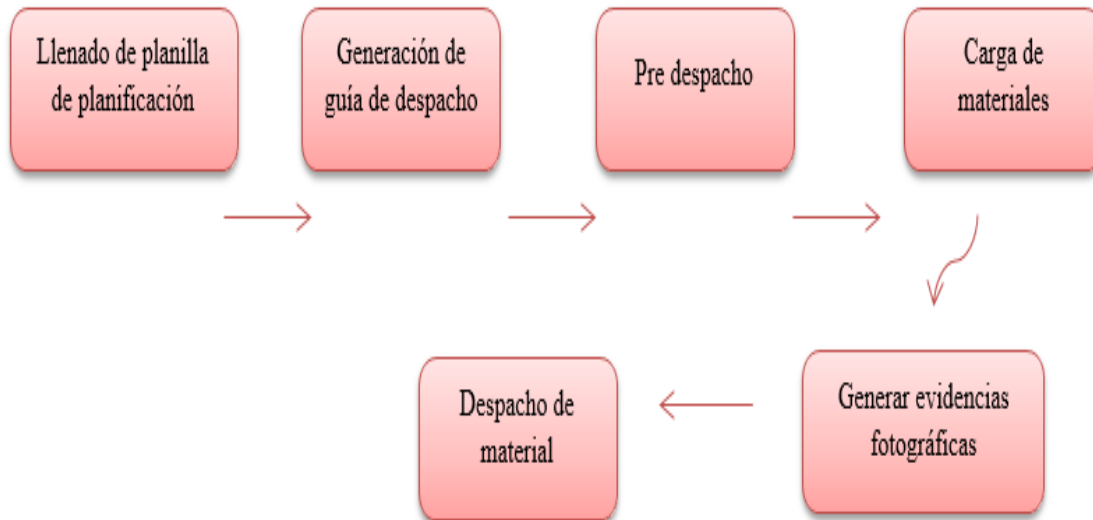 Llenado de planilla
de planificación
Generación de
guía de despacho
Pre despacho
Carga de
materiales
Generar evidencias
fotográficas
Despacho de
material